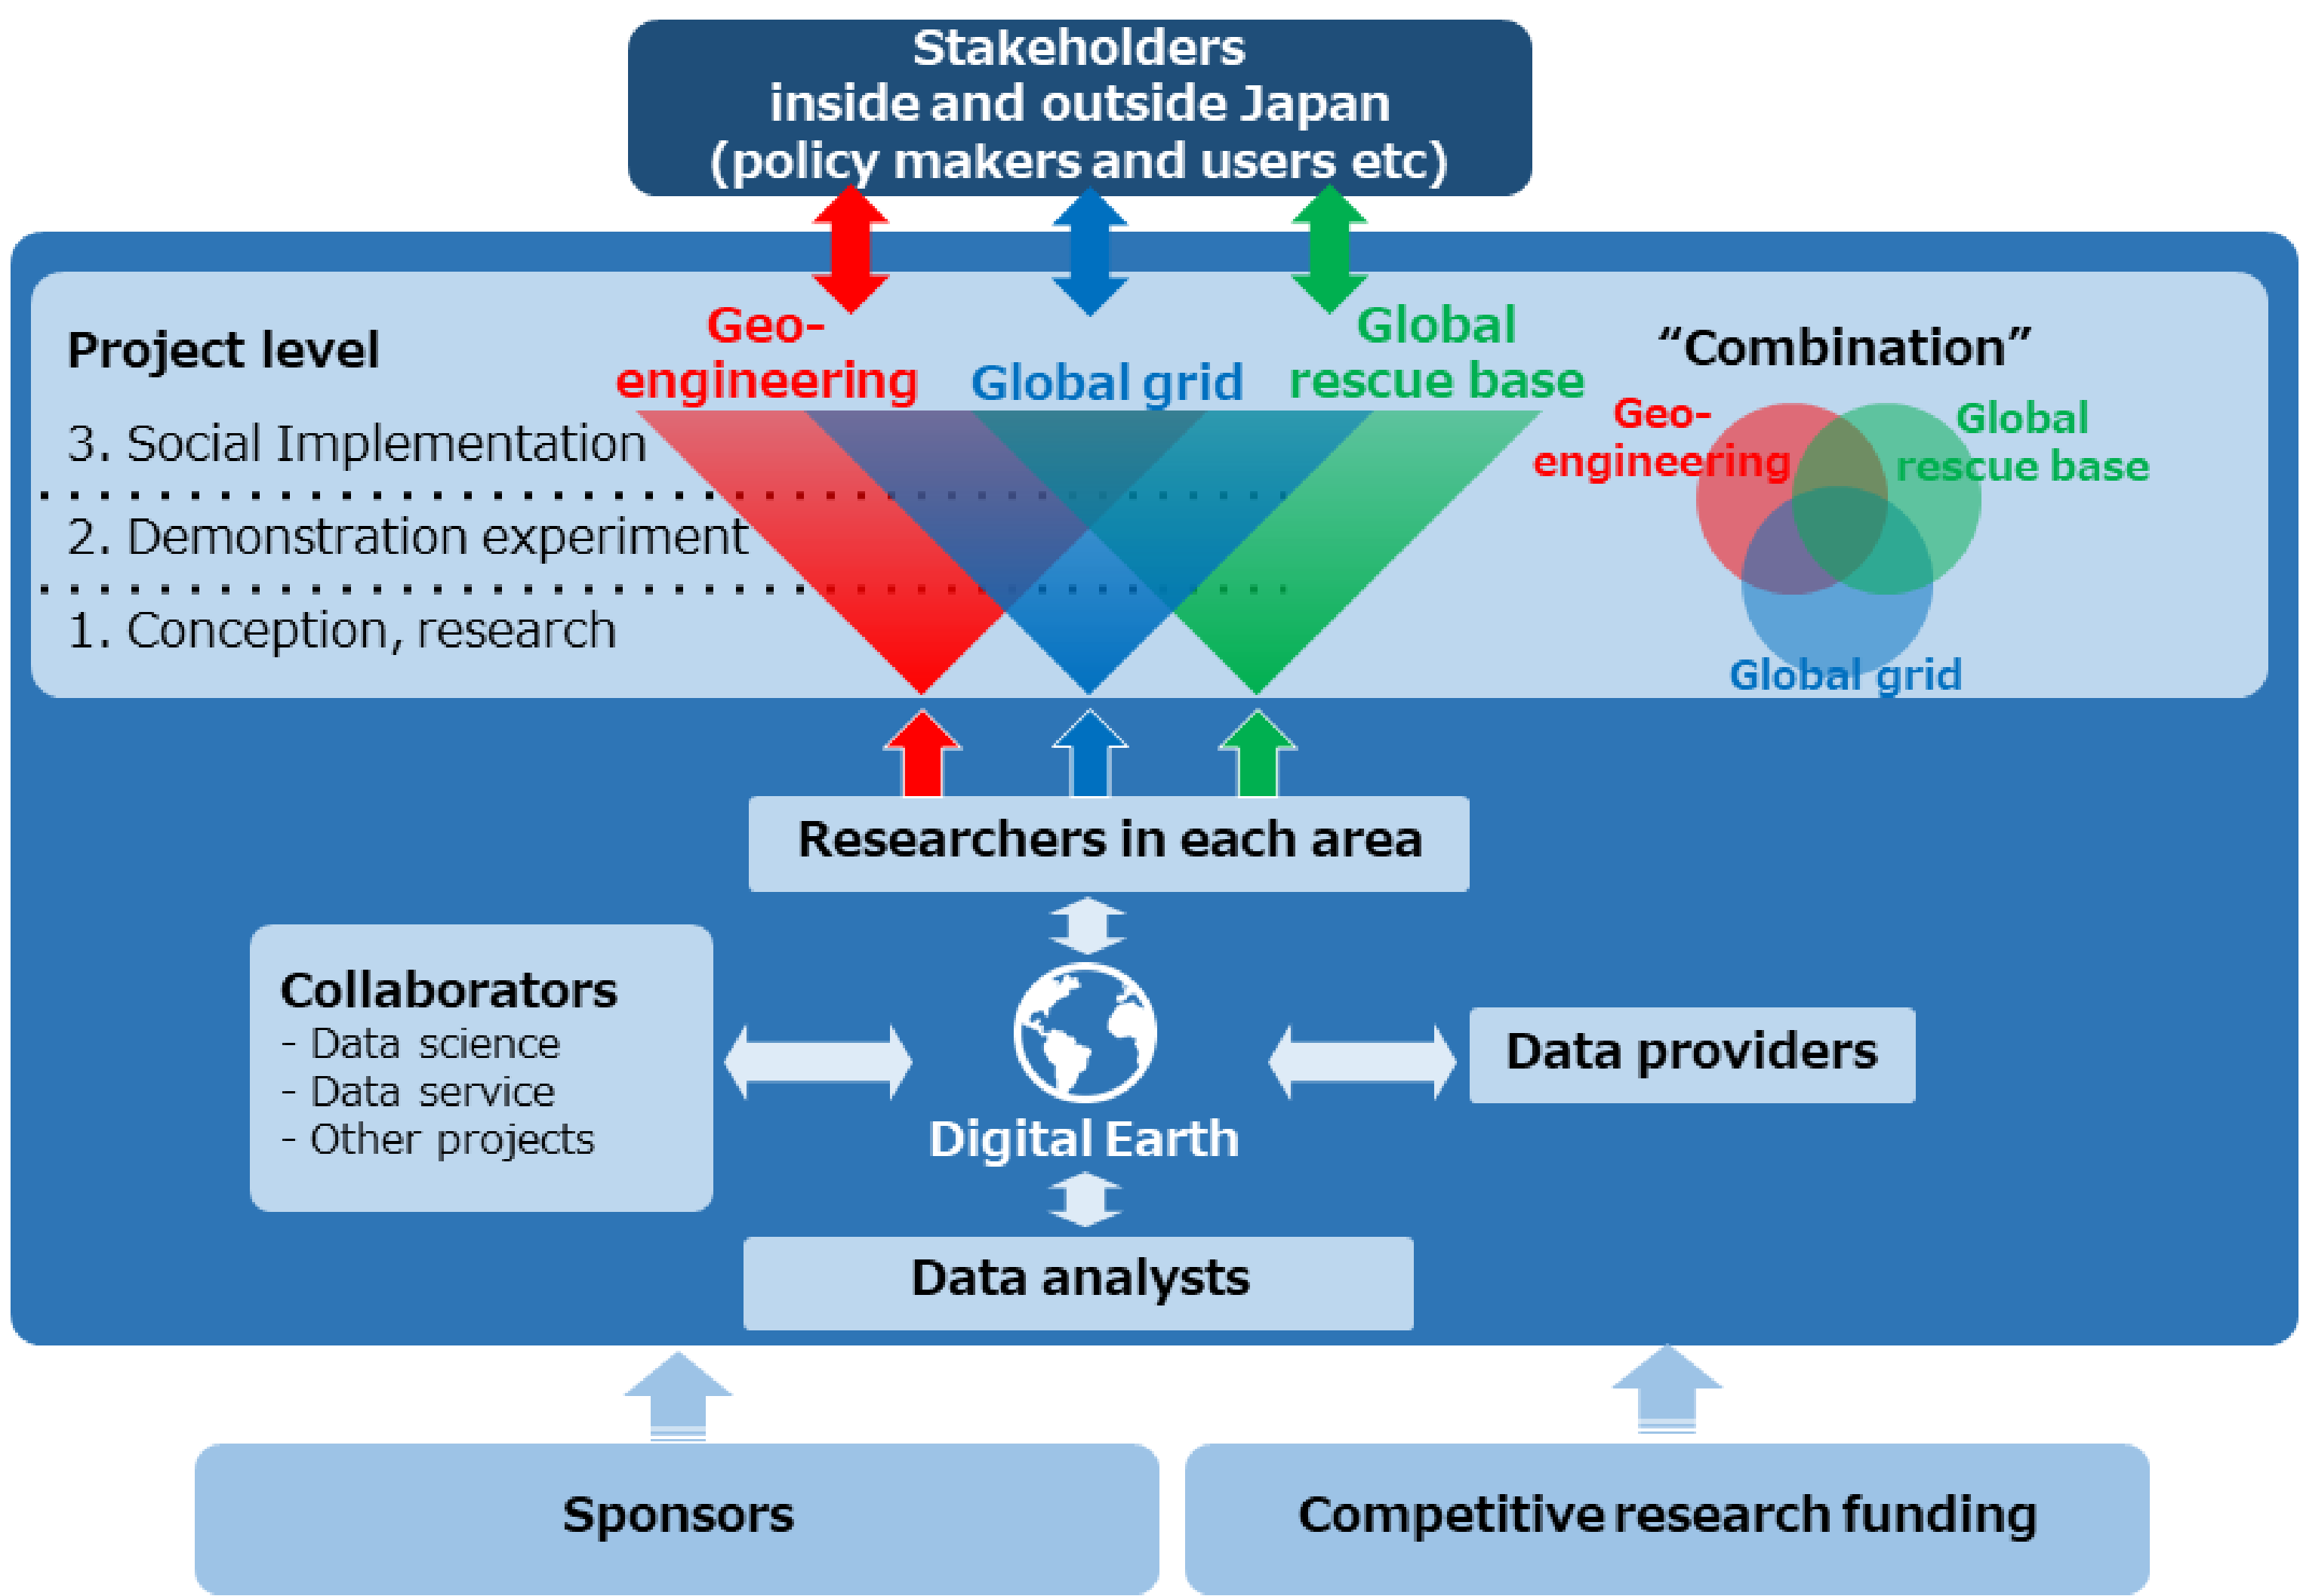 Stakeholders
inside and outside Japan
(policy makers and users etc)
Project level
3. Social Implementation
2. Demonstration experiment
1. Conception, research
Geo-
engineering
Global grid
Global
rescue base
“Combination”
Geo-
engineering
Global
rescue base
Global grid
Researchers in each area
Collaborators
- Data science
- Data service
- Other projects
Digital Earth
Data providers
Data analysts
Sponsors
Competitive research funding